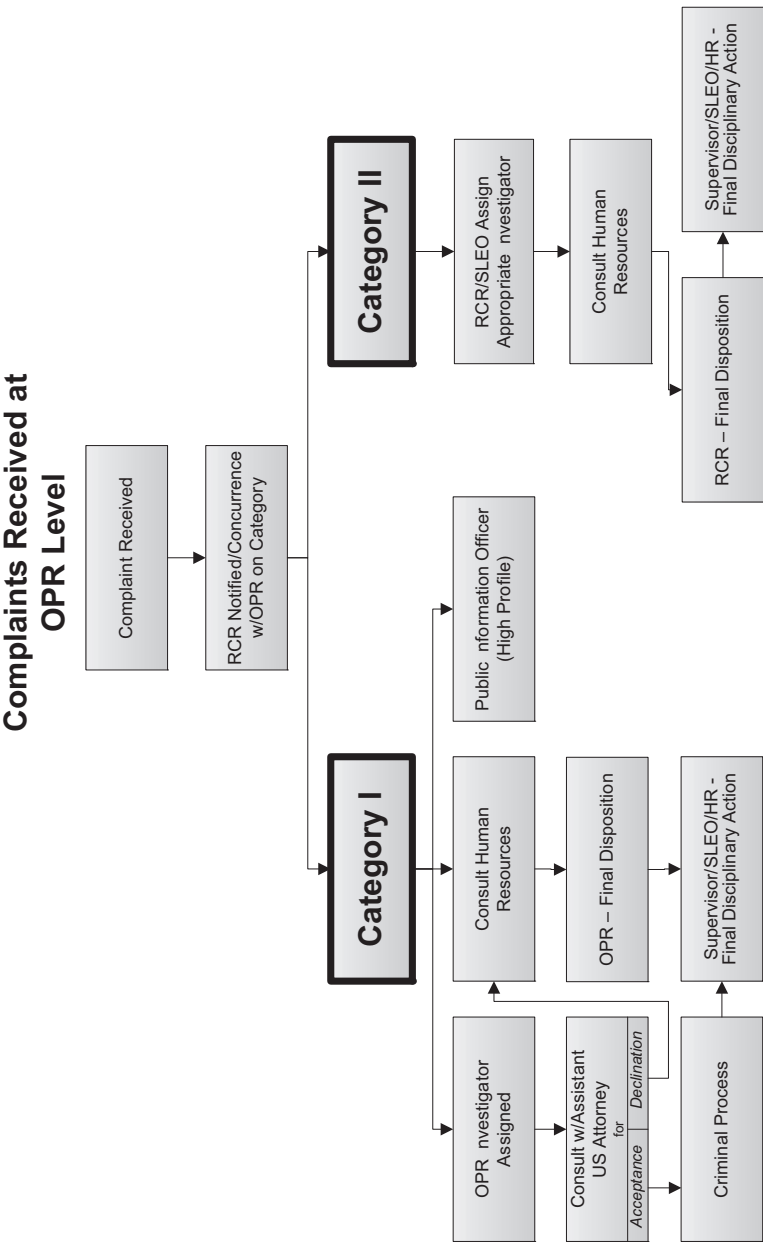 Complaints Received at
OPR Level
Complaint Received
RCR Notified/Concurrence
w/OPR on Category
Category I
Category II
OPR nvestigator
Assigned
Consult Human
Resources
Public nformation Officer
(High Profile)
RCR/SLEO Assign
Appropriate nvestigator
Consult w/Assistant
US Attorney
for
Acceptance
Declination
OPR – Final Disposition
Consult Human
Resources
Criminal Process
Supervisor/SLEO/HR -
Final Disciplinary Action
RCR – Final Disposition
Supervisor/SLEO/HR -
Final Disciplinary Action